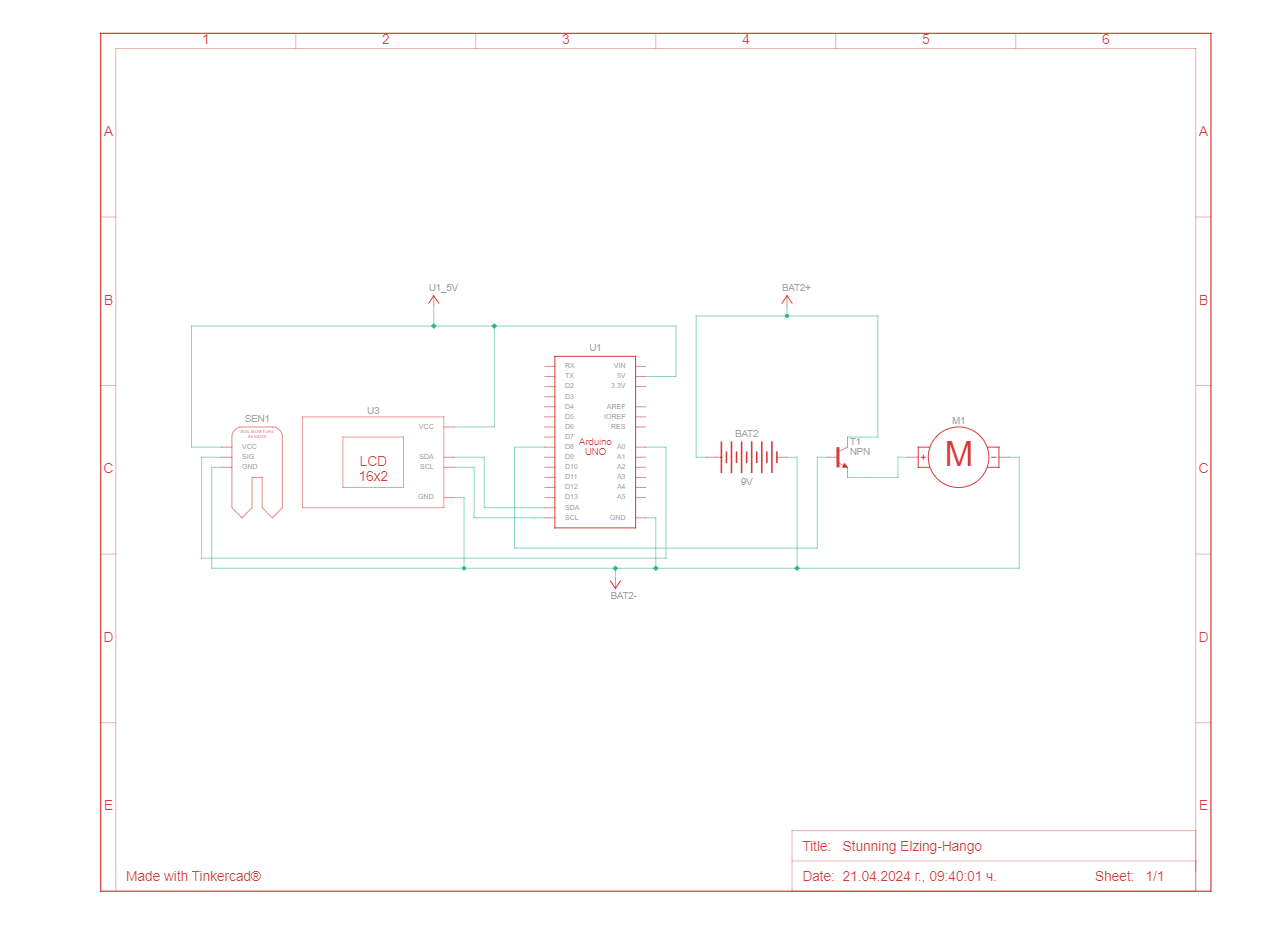 1 2 3 4 5 6
A A
B B
C C
D D
E E
U1_5V
BAT2+
SEN1
SOIL MOISTURE
SENSOR
VCC
SIG
GND
U3
LCD
16x2
VCC
SDA
SCL
GND
U1
Arduino
UNO
RX VIN
TX 5V
D2 3.3V
D3
D4 AREF
D5 IOREF
D6 RES
D7
D8 A0
D9 A1
D10 A2
D11 A3
D12 A4
D13 A5
SDA
SCL GND
BAT2
9V
T1
NPN
M1
+ M -
BAT2-
Title: Stunning Elzing-Hango
Date: 21.04.2024 г., 09:40:01 ч. Sheet: 1/1
Made with Tinkercad®